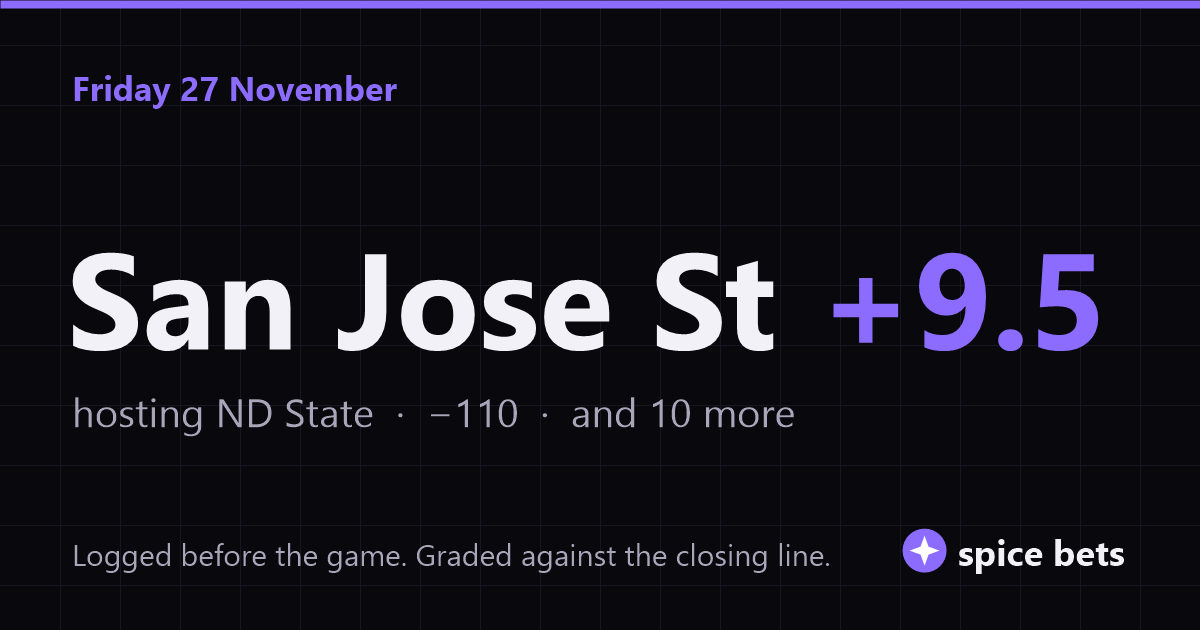 Friday 27 November
San Jose St +9.5
hosting ND State · −110 · and 10 more
Logged before the game. Graded against the closing line.
spice bets